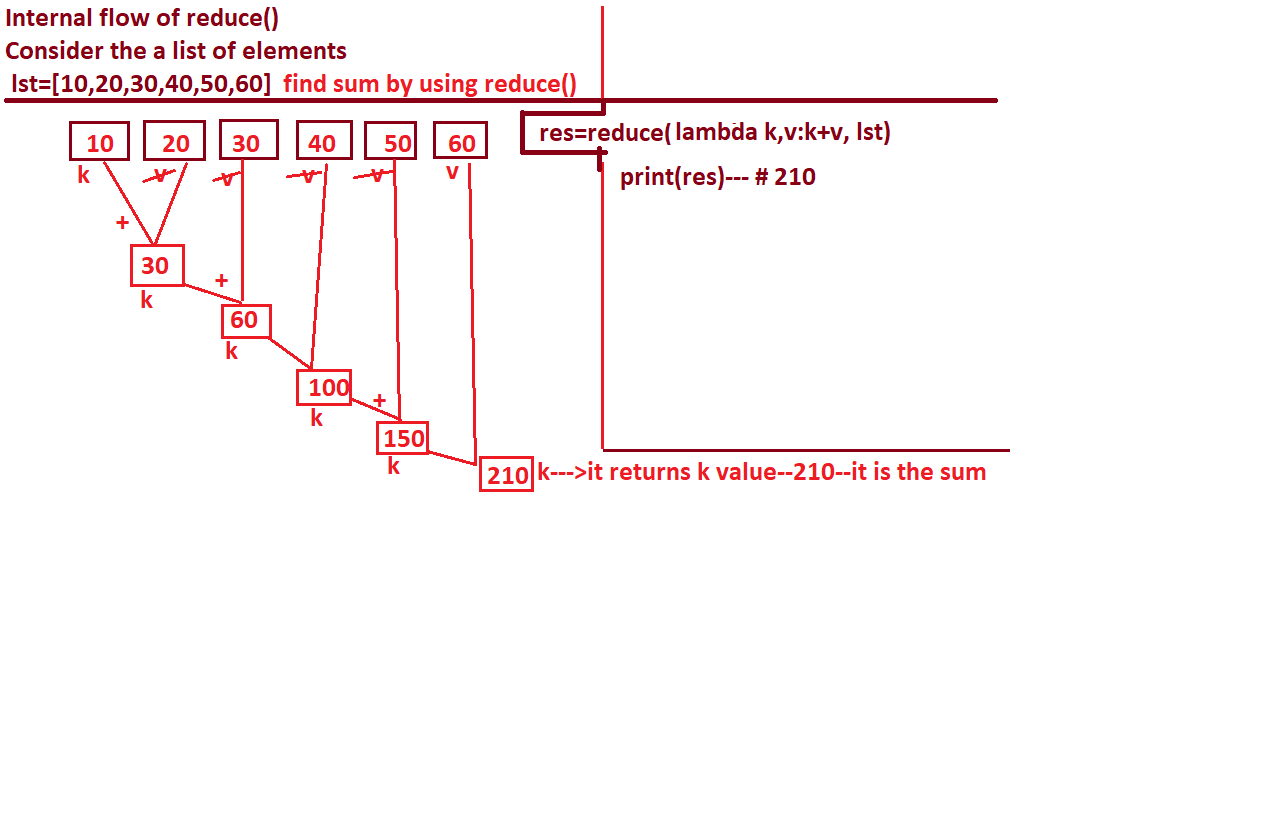 Internal flow of reduce()
Consider the a list of elements
lst=[10,20,30,40,50,60] find sum by using reduce()
10 20 30 40 50 60
res=reduce( lambda k,v:k+v, lst)
k v v v v v
print(res)--- # 210
+
30
+
k
60
k
100
+
k
150
k
210 k--->it returns k value--210--it is the sum